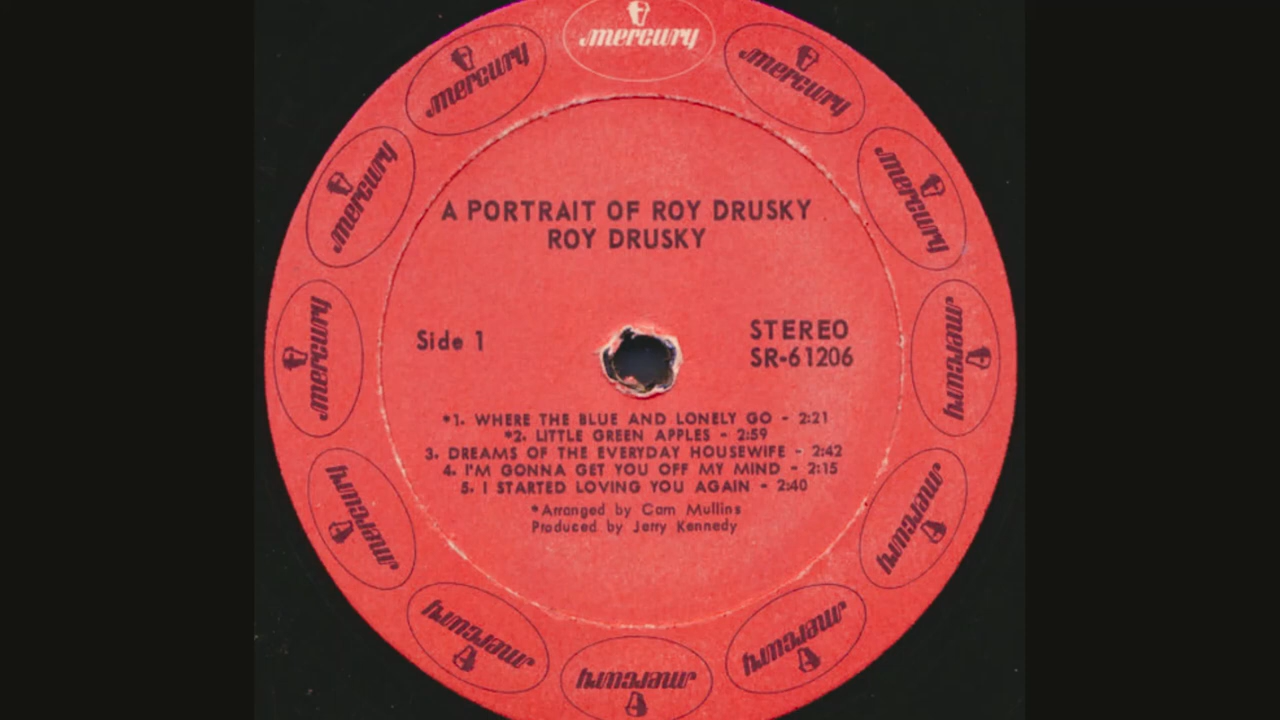 mercury
mercury
mercury
mercury
mercury
A PORTRAIT OF ROY DRUSKY
ROY DRUSKY
mercury
mercury
Side 1
STEREO
SR-61206
*1. WHERE THE BLUE AND LONELY GO - 2:21
*2. LITTLE GREEN APPLES - 2:59
3. DREAMS OF THE EVERYDAY HOUSEWIFE - 2:42
4. I'M GONNA GET YOU OFF MY MIND - 2:15
5. I STARTED LOVING YOU AGAIN - 2:40
*Arranged by Cam Mullins
Produced by Jerry Kennedy
mercury
mercury
mercury
mercury
mercury